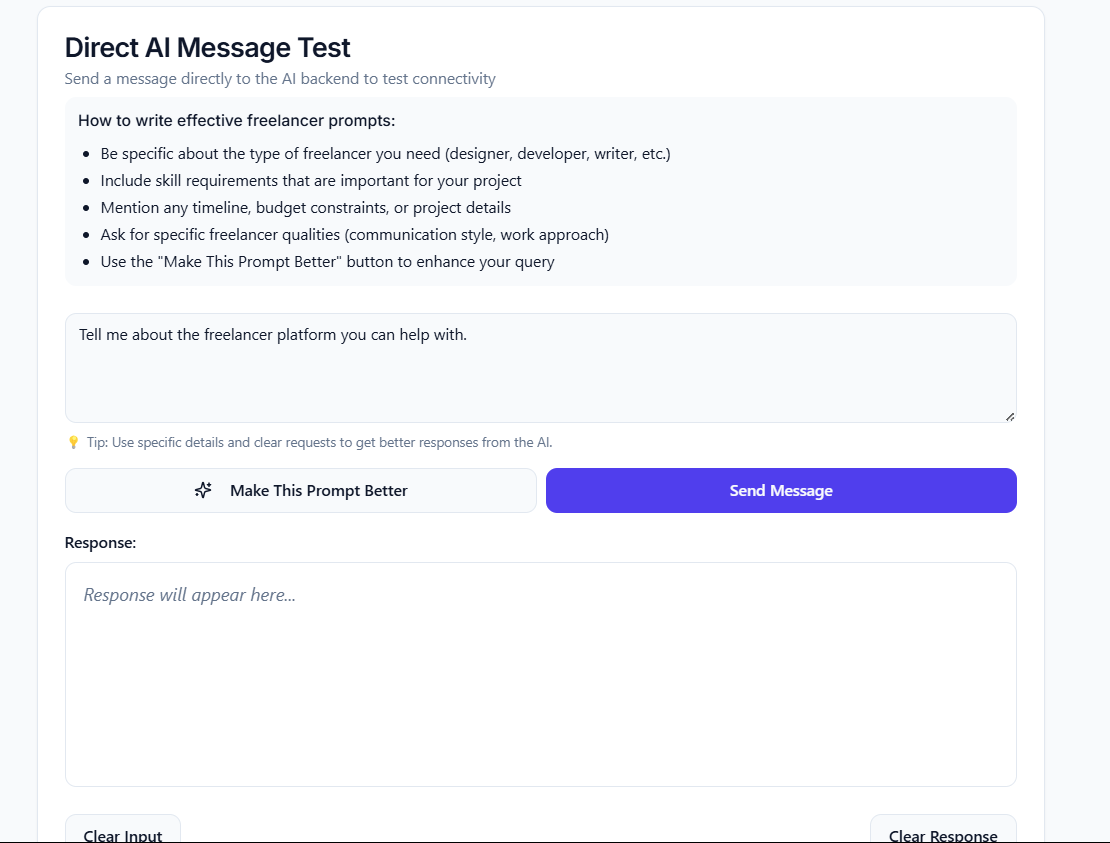 Direct AI Message Test
Send a message directly to the AI backend to test connectivity
How to write effective freelancer prompts:
Be specific about the type of freelancer you need (designer, developer, writer, etc.)
Include skill requirements that are important for your project
Mention any timeline, budget constraints, or project details
Ask for specific freelancer qualities (communication style, work approach)
Use the "Make This Prompt Better" button to enhance your query
Tell me about the freelancer platform you can help with.
Tip: Use specific details and clear requests to get better responses from the AI.
Make This Prompt Better
Send Message
Response:
Response will appear here...
Clear Input
Clear Response